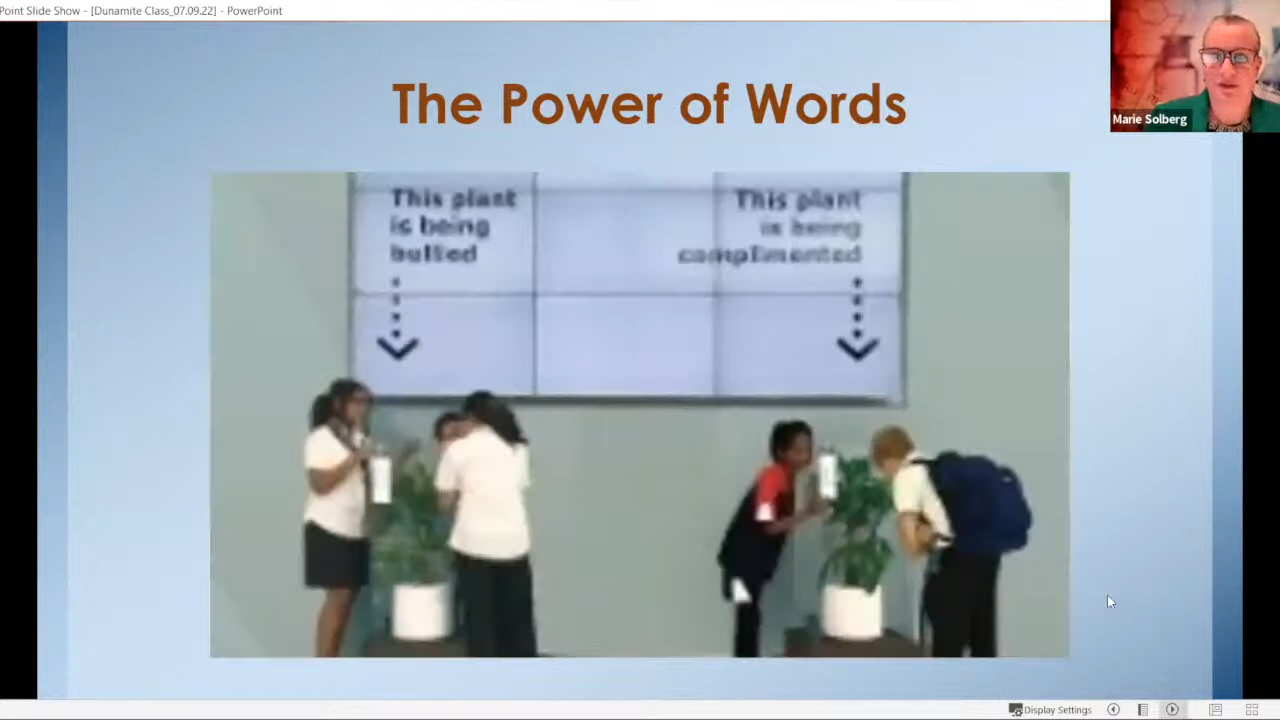 Point Slide Show - [Dunamite Class_07.09.22] - PowerPoint
Marie Solberg
The Power of Words
This plant
is being
bullied
This plant
is being
complimented
Display Settings